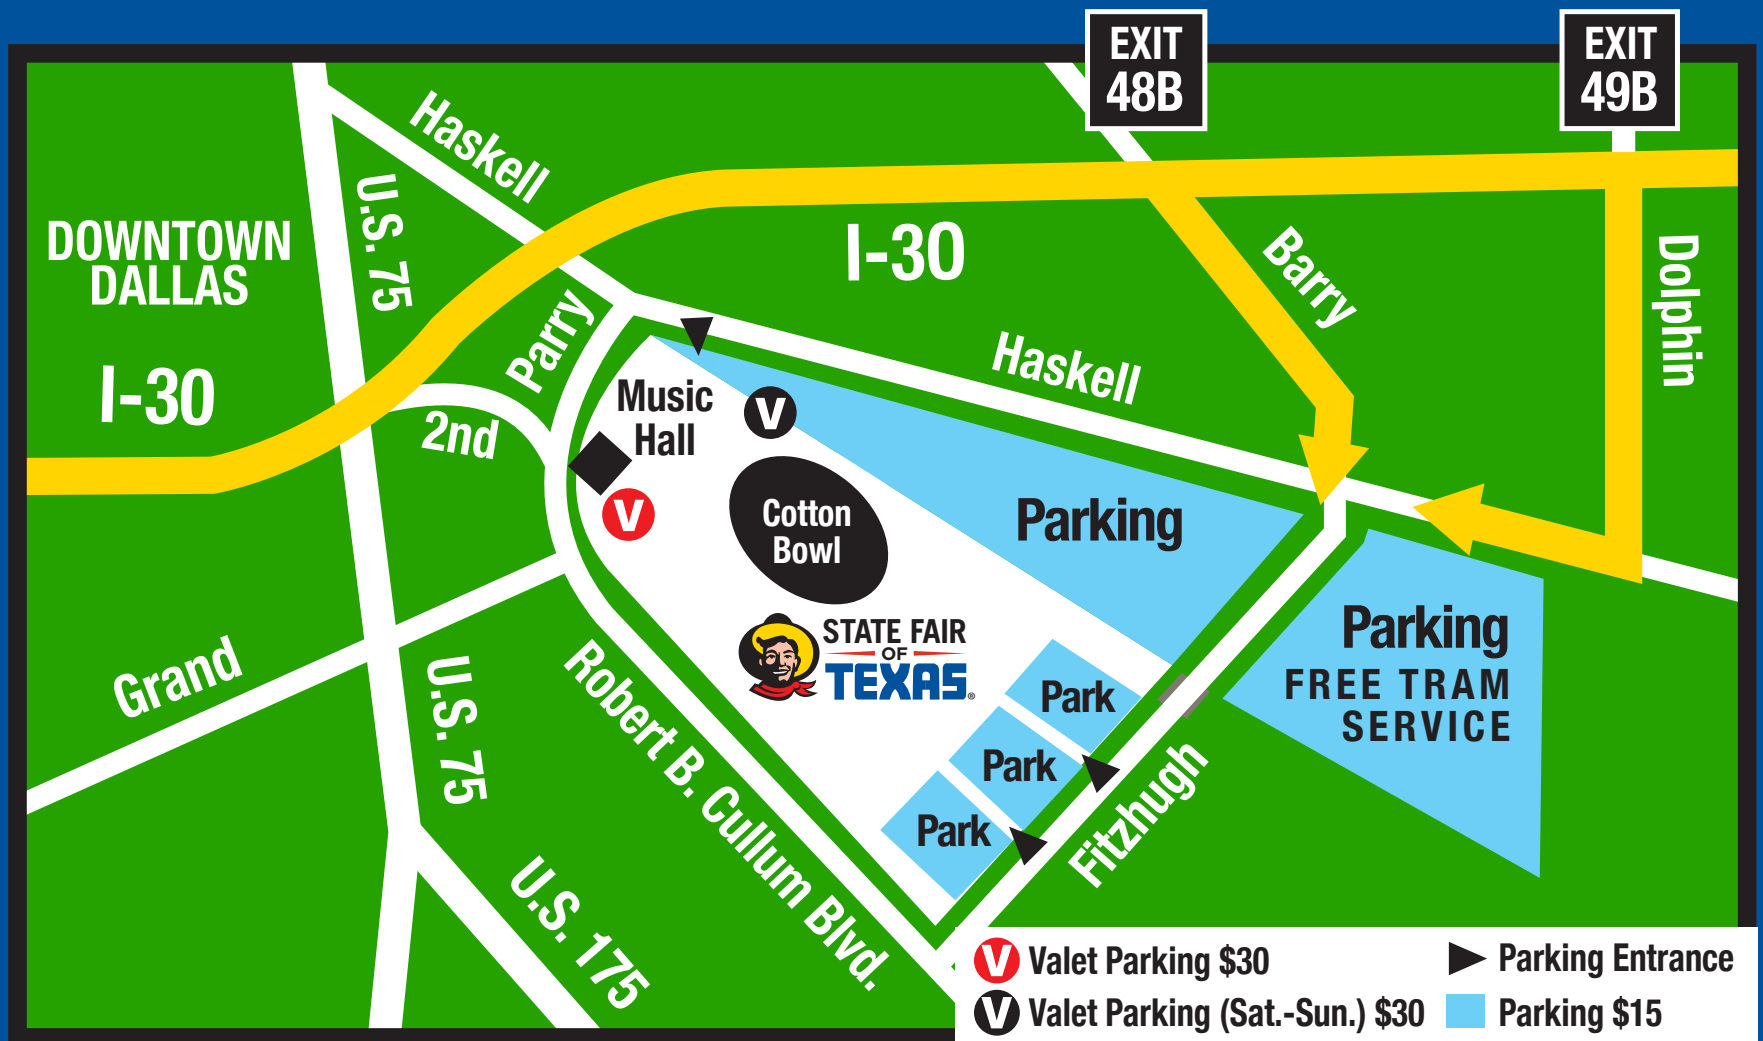 EXIT
48B
EXIT
49B
Haskell
U.S. 75
DOWNTOWN
DALLAS
I-30
I-30
Barry
Dolphin
Parry
Haskell
2nd
Music
Hall
V
V
Cotton
Bowl
Parking
STATE FAIR
OF
TEXAS®
Parking
FREE TRAM
SERVICE
Grand
U.S. 75
Robert B. Cullum Blvd.
Park
Park
Park
Fitzhugh
U.S. 175
V Valet Parking $30
Parking Entrance
V Valet Parking (Sat.-Sun.) $30
Parking $15